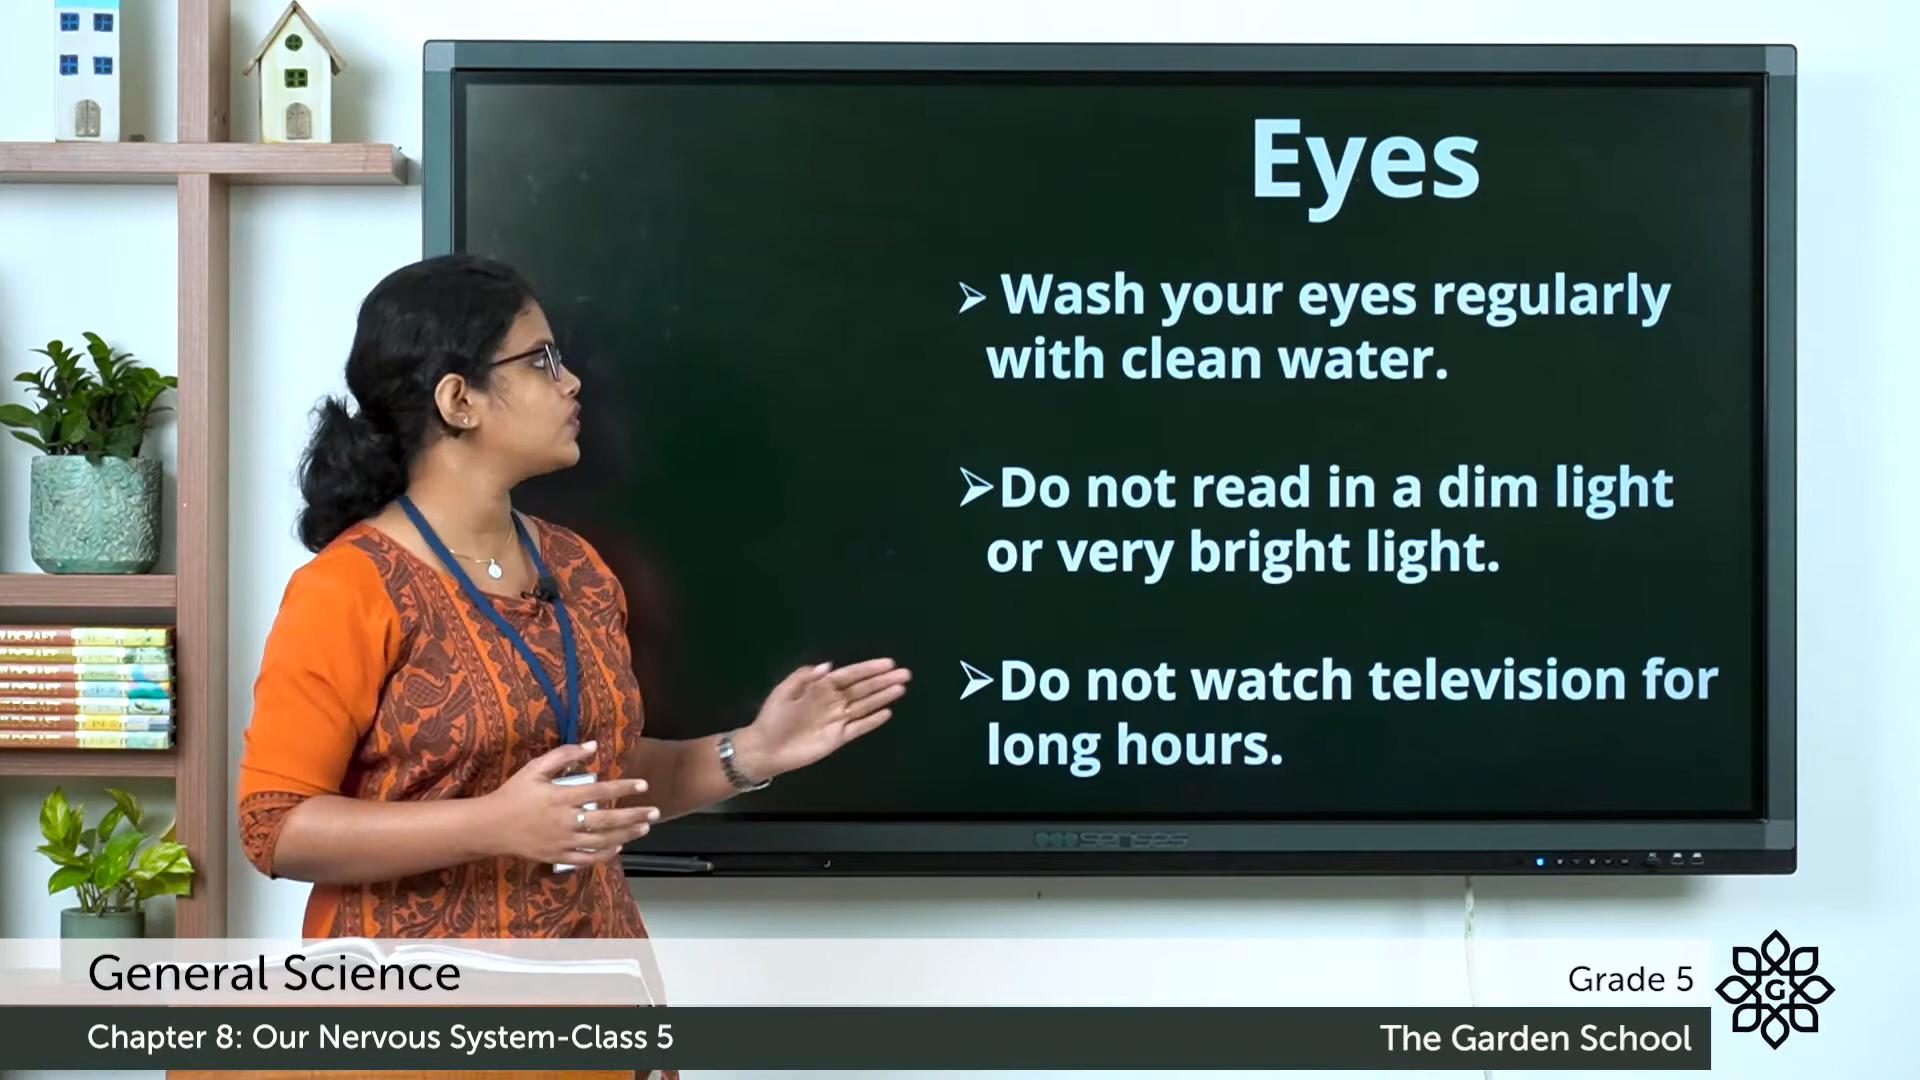 Eyes
➢ Wash your eyes regularly
with clean water.
➢Do not read in a dim light
or very bright light.
➢Do not watch television for
long hours.
senses
General Science
Grade 5
G
Chapter 8: Our Nervous System-Class 5
The Garden School